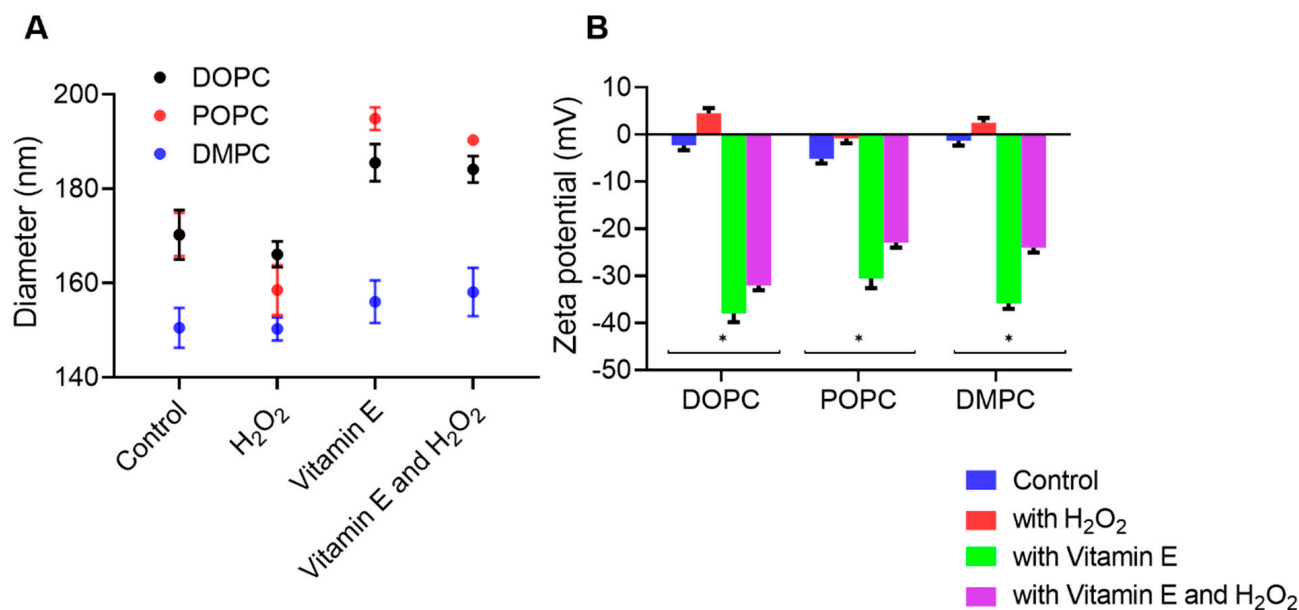 A
DOPC
POPC
DMPC
Diameter (nm)
200
180
160
140
Control
H₂O₂
Vitamin E
Vitamin E and H₂O₂
B
Zeta potential (mV)
10
0
-10
-20
-30
-40
-50
* * *
DOPC POPC DMPC
Control
with H₂O₂
with Vitamin E
with Vitamin E and H₂O₂